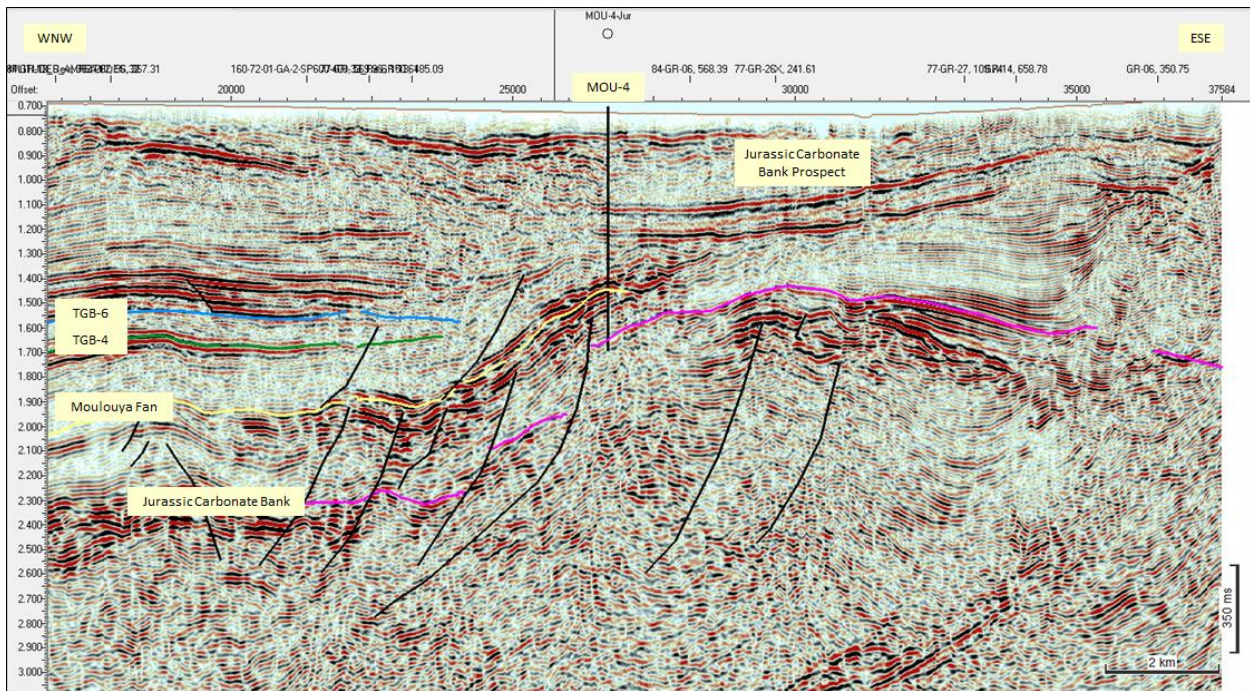 MOU-4-Jur
WNW
ESE
160-72-01-GA-2-SP600
84-GR-06, 568.39
77-GR-26-X, 241.61
GR-06, 350.75
Offset:
20000
25000
MOU-4
30000
35000
37584
0.700
0.800
0.900
1.000
1.100
1.200
1.300
1.400
1.500
1.600
1.700
1.800
1.900
2.000
2.100
2.200
2.300
2.400
2.500
2.600
2.700
2.800
2.900
3.000
Jurassic Carbonate
Bank Prospect
TGB-6
TGB-4
Moulouya Fan
Jurassic Carbonate Bank
350 ms
2 km